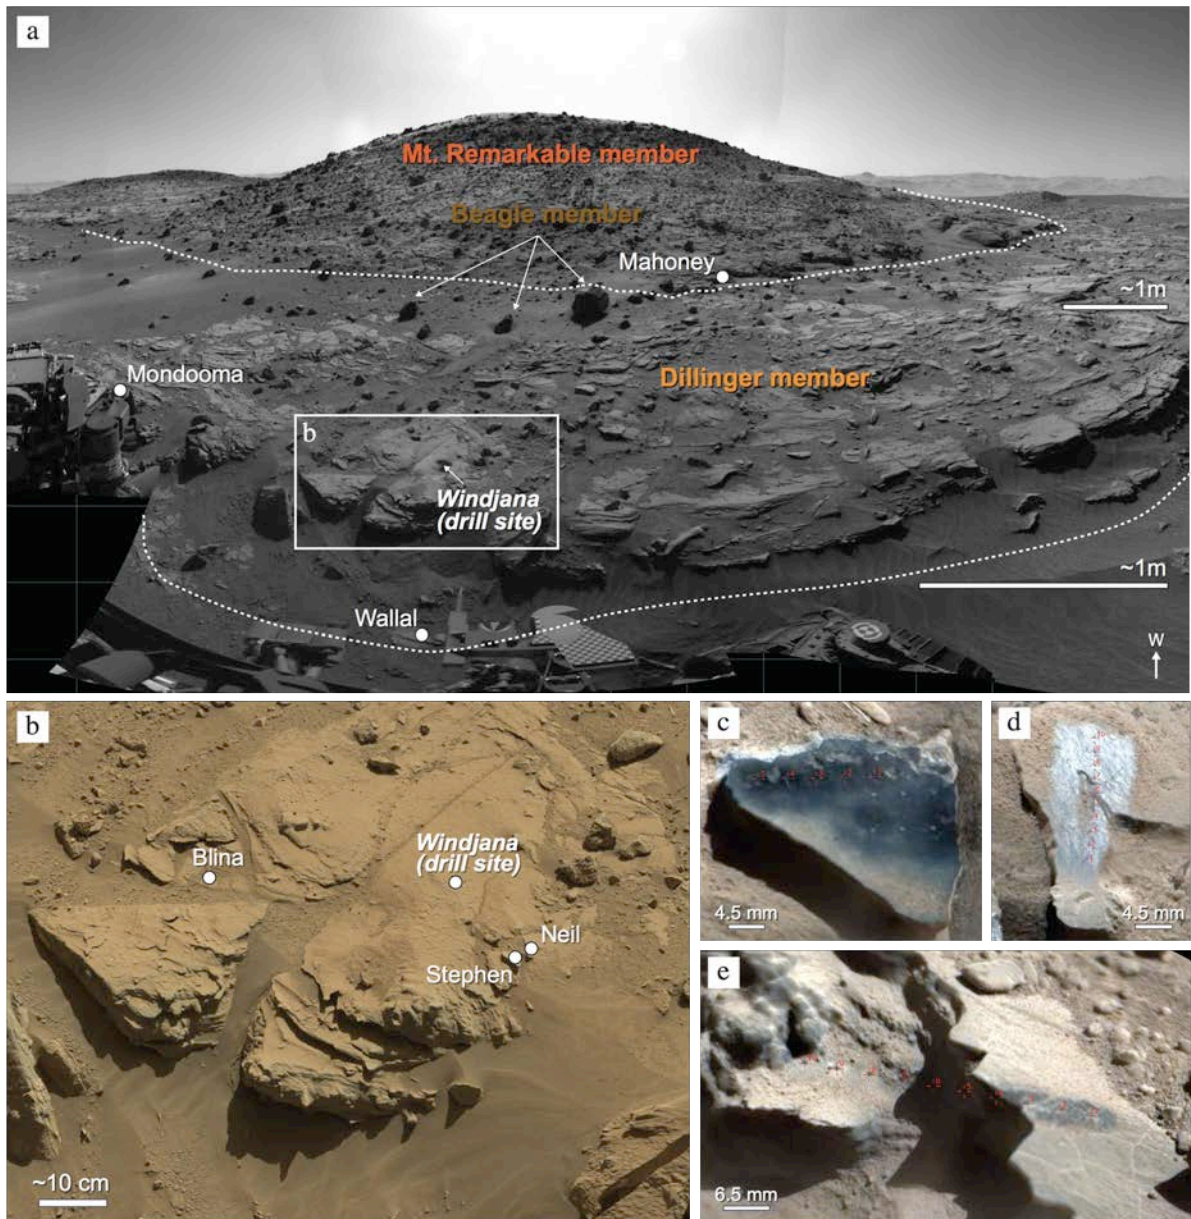 a
Mt. Remarkable member
Beagle member
Mahoney
~1m
Mondooma
Dillinger member
b
Windjana
(drill site)
~1m
Wallal
W
b
Windjana
(drill site)
Blina
Neil
Stephen
~10 cm
c
4.5 mm
d
4.5 mm
e
6.5 mm